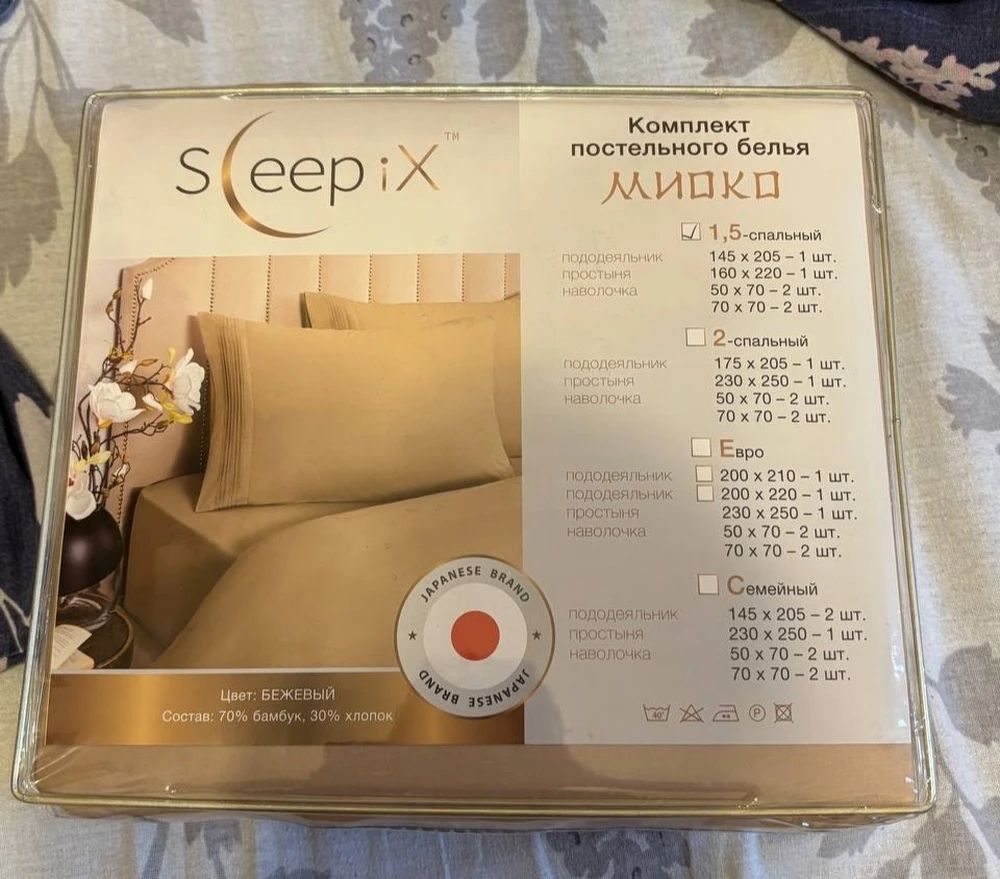 Sleep iX™
Комплект
постельного белья
МИОКО
1,5-спальный
пододеяльник 145 x 205 – 1 шт.
простыня 160 x 220 – 1 шт.
наволочка 50 x 70 – 2 шт.
70 x 70 – 2 шт.
2-спальный
пододеяльник 175 x 205 – 1 шт.
простыня 230 x 250 – 1 шт.
наволочка 50 x 70 – 2 шт.
70 x 70 – 2 шт.
Евро
пододеяльник 200 x 210 – 1 шт.
пододеяльник 200 x 220 – 1 шт.
простыня 230 x 250 – 1 шт.
наволочка 50 x 70 – 2 шт.
70 x 70 – 2 шт.
Семейный
пододеяльник 145 x 205 – 2 шт.
простыня 230 x 250 – 1 шт.
наволочка 50 x 70 – 2 шт.
70 x 70 – 2 шт.
40°
P
JAPANESE BRAND
JAPANESE BRAND
Цвет: БЕЖЕВЫЙ
Состав: 70% бамбук, 30% хлопок